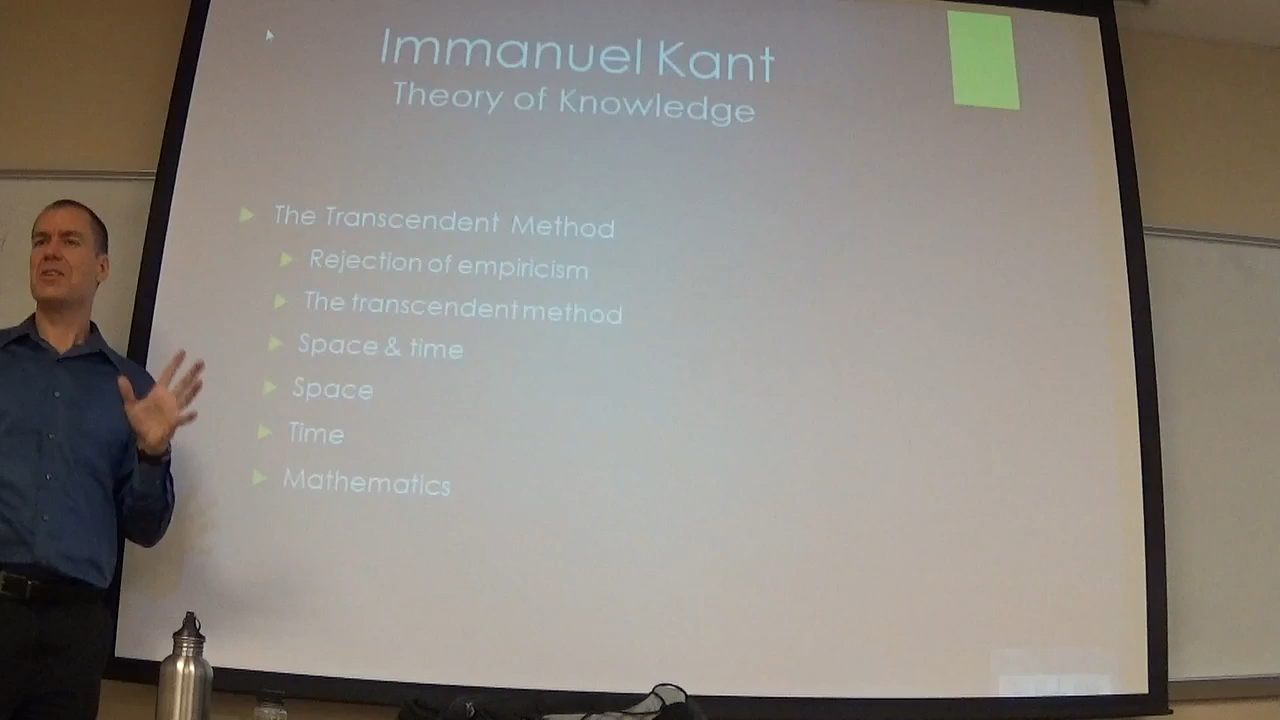 Immanuel Kant
Theory of Knowledge
The Transcendent Method
Rejection of empiricism
The transcendent method
Space & time
Space
Time
Mathematics